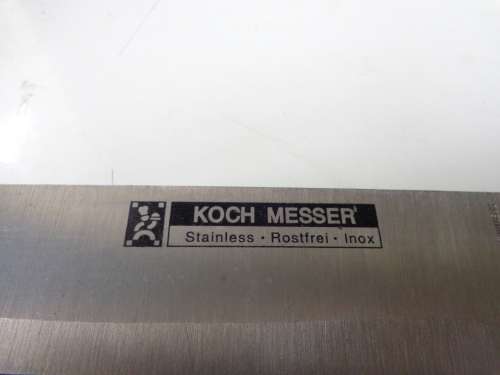 KOCH MESSER
Stainless · Rostfrei · Inox